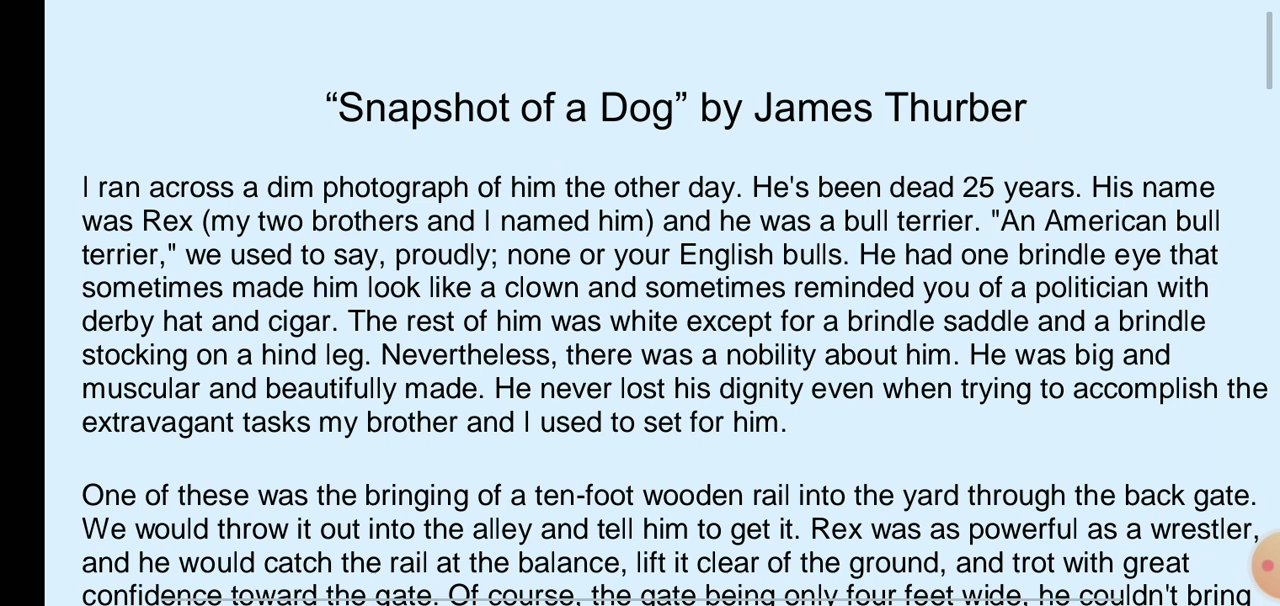 “Snapshot of a Dog” by James Thurber
I ran across a dim photograph of him the other day. He's been dead 25 years. His name
was Rex (my two brothers and I named him) and he was a bull terrier. "An American bull
terrier," we used to say, proudly; none or your English bulls. He had one brindle eye that
sometimes made him look like a clown and sometimes reminded you of a politician with
derby hat and cigar. The rest of him was white except for a brindle saddle and a brindle
stocking on a hind leg. Nevertheless, there was a nobility about him. He was big and
muscular and beautifully made. He never lost his dignity even when trying to accomplish the
extravagant tasks my brother and I used to set for him.
One of these was the bringing of a ten-foot wooden rail into the yard through the back gate.
We would throw it out into the alley and tell him to get it. Rex was as powerful as a wrestler,
and he would catch the rail at the balance, lift it clear of the ground, and trot with great
confidence toward the gate. Of course, the gate being only four feet wide, he couldn't bring